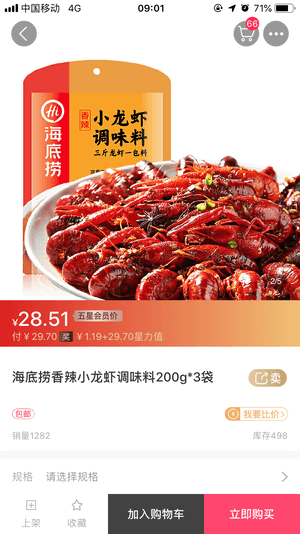 中国移动 4G 09:01 71%
66
Hi
海底捞
香辣
小龙虾
调味料
三斤龙虾一包料
2/5
¥28.51 五星会员价
付 ¥ 29.70 奖 ¥ 1.19+29.70星力值
海底捞香辣小龙虾调味料200g*3袋
卖
包邮
我要比价>
销量1282 库存498
规格 请选择规格
上架 收藏 加入购物车 立即购买